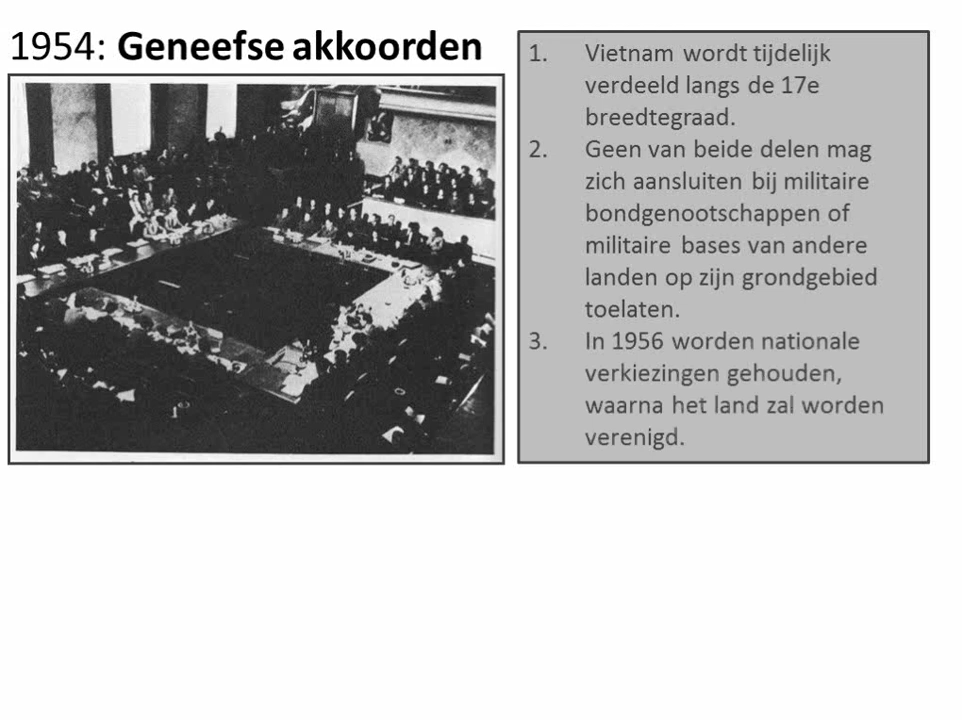 1954: Geneefse akkoorden
1. Vietnam wordt tijdelijk
verdeeld langs de 17e
breedtegraad.
2. Geen van beide delen mag
zich aansluiten bij militaire
bondgenootschappen of
militaire bases van andere
landen op zijn grondgebied
toelaten.
3. In 1956 worden nationale
verkiezingen gehouden,
waarna het land zal worden
verenigd.